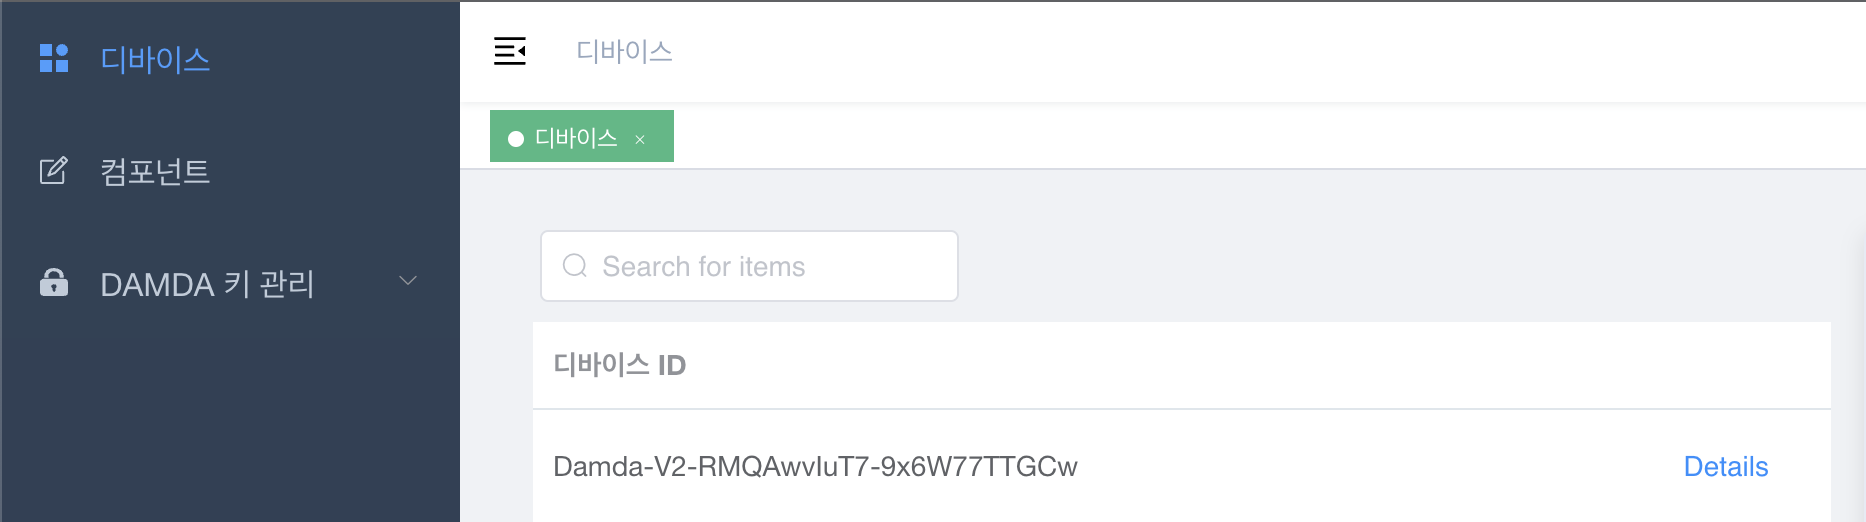 디바이스
컴포넌트
DAMDA 키 관리
디바이스
디바이스 ×
Search for items
디바이스 ID
Damda-V2-RMQAwvIuT7-9x6W77TTGCw Details